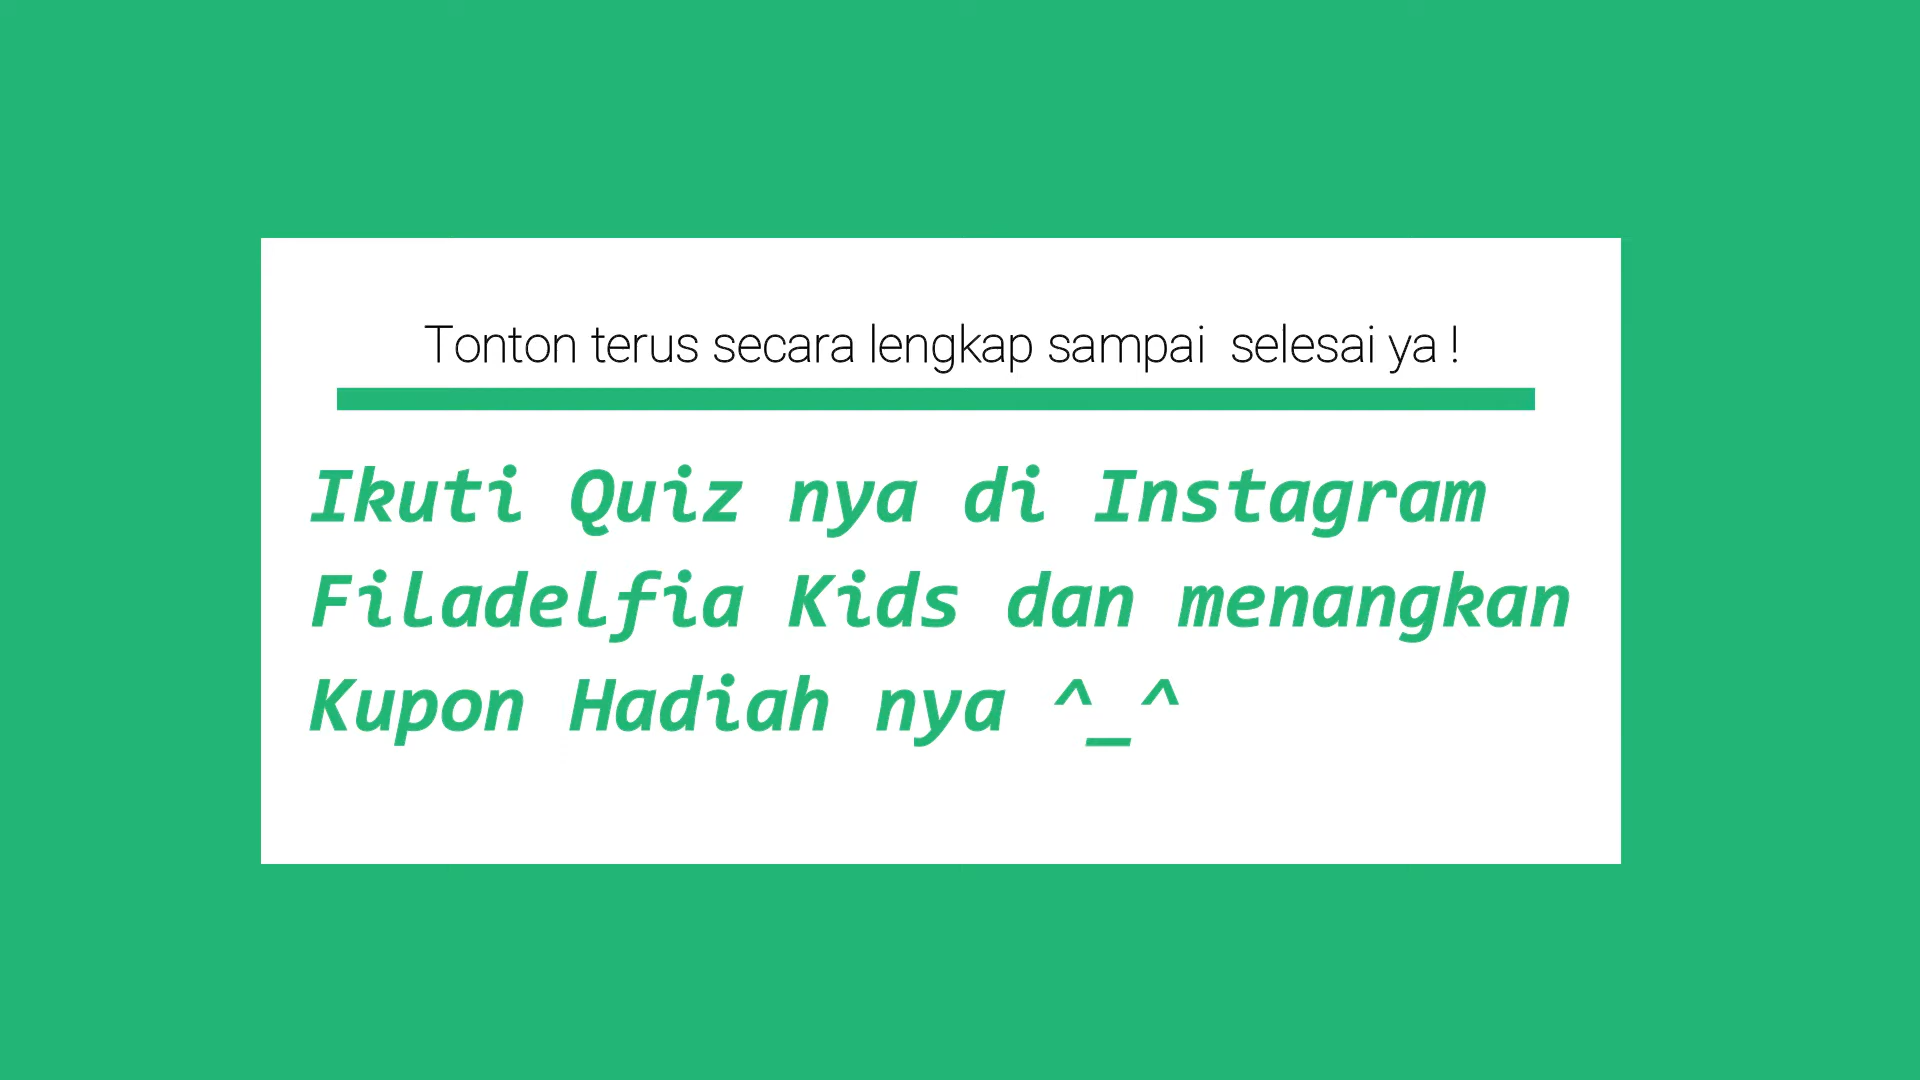 Tonton terus secara lengkap sampai  selesai ya !
Ikuti Quiz nya di Instagram
Filadelfia Kids dan menangkan
Kupon Hadiah nya ^_^